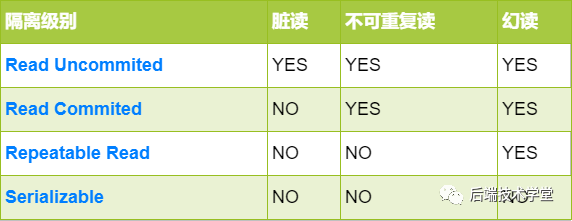 隔离级别 脏读 不可重复读 幻读
Read Uncommited YES YES YES
Read Commited NO YES YES
Repeatable Read NO NO YES
Serializable NO NO NO
后端技术学堂